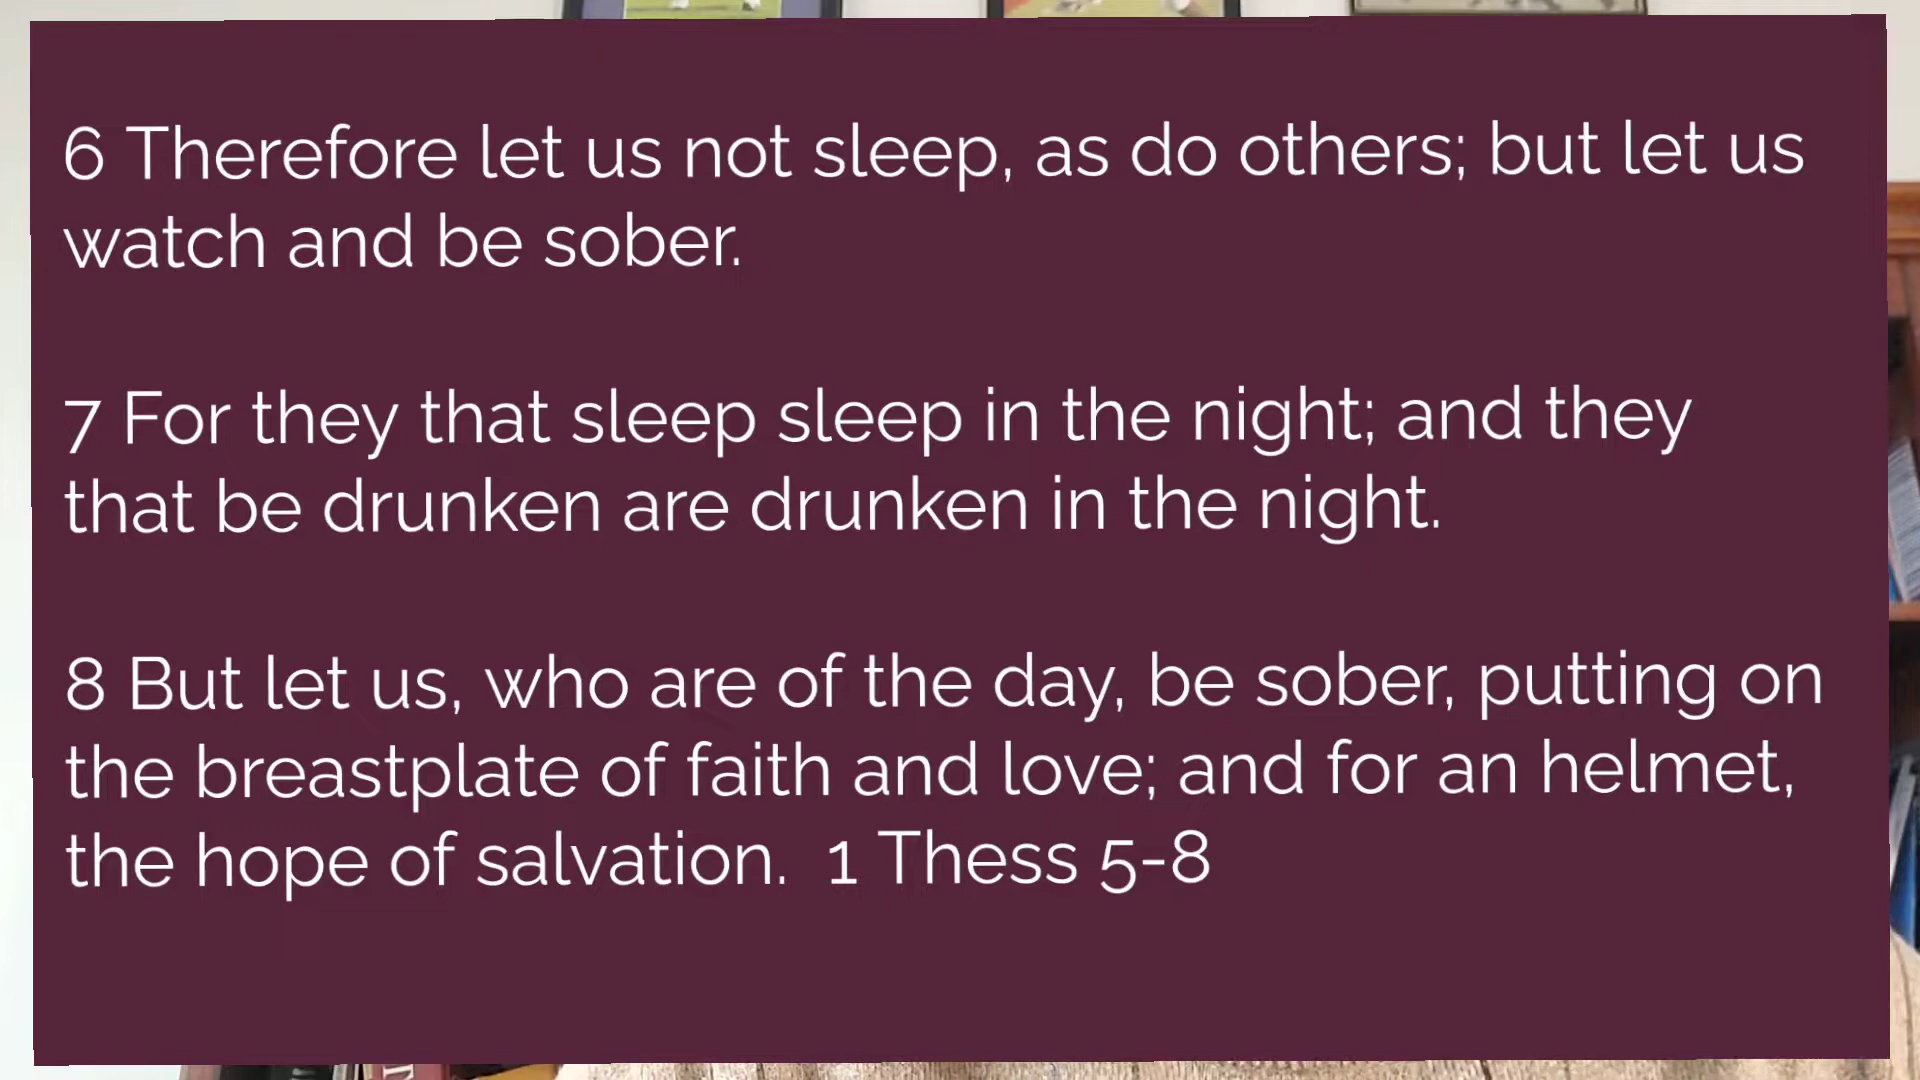 6 Therefore let us not sleep, as do others; but let us
watch and be sober.
7 For they that sleep sleep in the night; and they
that be drunken are drunken in the night.
8 But let us, who are of the day, be sober, putting on
the breastplate of faith and love; and for an helmet,
the hope of salvation.  1 Thess 5-8